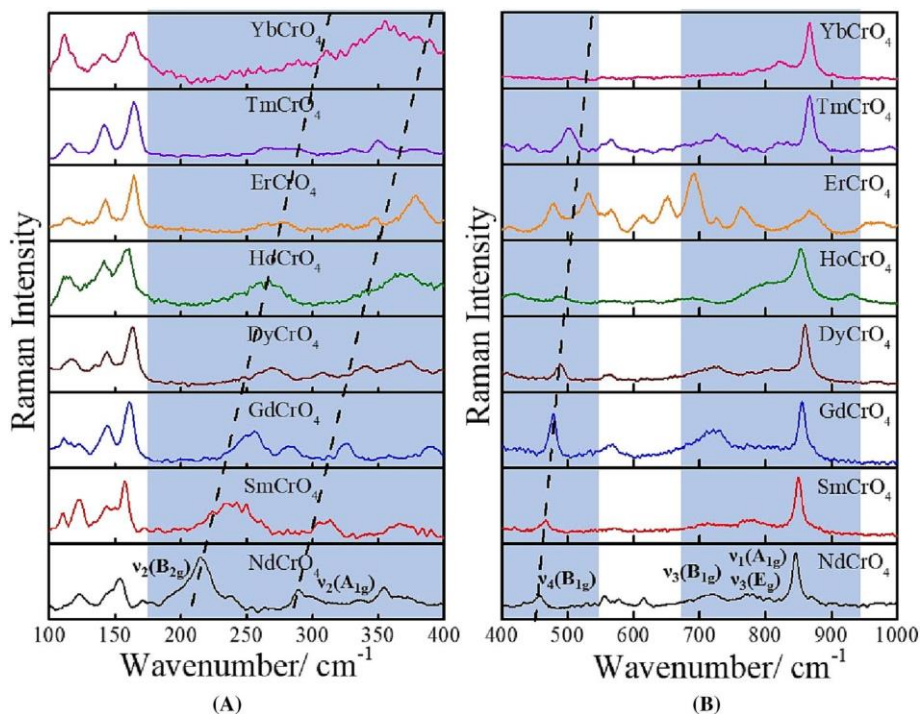 Raman Intensity
YbCrO₄
TmCrO₄
ErCrO₄
HoCrO₄
DyCrO₄
GdCrO₄
SmCrO₄
NdCrO₄
ν₂(B₂g)
ν₂(A₁g)
100 150 200 250 300 350 400
Wavenumber/ cm⁻¹
(A)
Raman Intensity
YbCrO₄
TmCrO₄
ErCrO₄
HoCrO₄
DyCrO₄
GdCrO₄
SmCrO₄
NdCrO₄
ν₄(B₁g)
ν₃(B₁g)
ν₁(A₁g)
ν₃(Eg)
400 500 600 700 800 900 1000
Wavenumber/ cm⁻¹
(B)